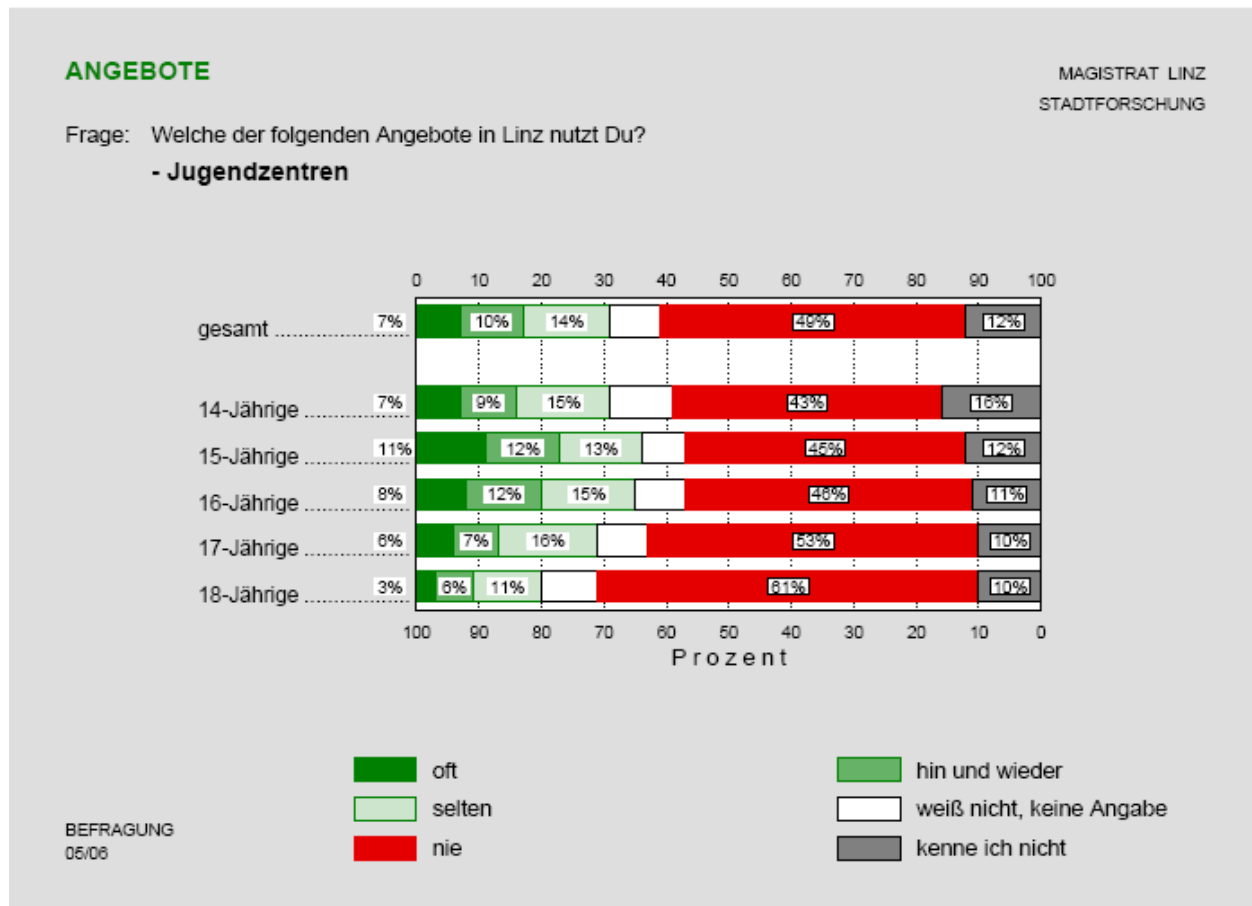 ANGEBOTE
MAGISTRAT LINZ
STADTFORSCHUNG
Frage: Welche der folgenden Angebote in Linz nutzt Du?
- Jugendzentren
0 10 20 30 40 50 60 70 80 90 100
gesamt ............ 7% 10% 14% 49% 12%
14-Jährige ............ 7% 9% 15% 43% 16%
15-Jährige ............ 11% 12% 13% 45% 12%
16-Jährige ............ 8% 12% 15% 46% 11%
17-Jährige ............ 6% 7% 16% 53% 10%
18-Jährige ............ 3% 6% 11% 61% 10%
100 90 80 70 60 50 40 30 20 10 0
Prozent
oft
hin und wieder
selten
weiß nicht, keine Angabe
nie
kenne ich nicht
BEFRAGUNG
05/06